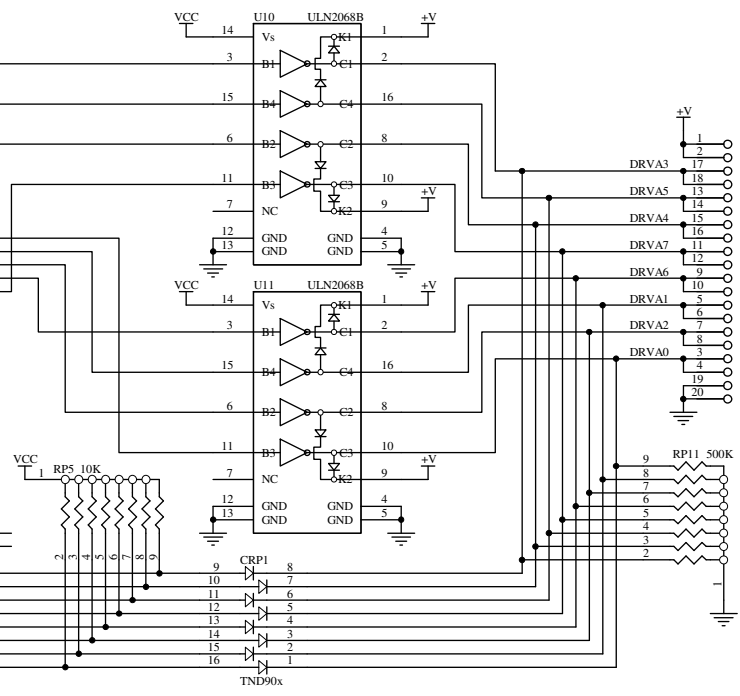 VCC U10 ULN2068B +V
14 Vs K1 1
3 B1 C1 2
15 B4 C4 16
6 B2 C2 8
11 B3 C3 10
7 NC K2 9 +V
12 GND GND 4
13 GND GND 5
VCC U11 ULN2068B +V
14 Vs K1 1
3 B1 C1 2
15 B4 C4 16
6 B2 C2 8
11 B3 C3 10
7 NC K2 9 +V
12 GND GND 4
13 GND GND 5
+V
1
2
DRVA3 17
18
DRVA5 13
14
DRVA4 15
16
DRVA7 11
12
DRVA6 9
10
DRVA1 5
6
DRVA2 7
8
DRVA0 3
4
19
20
VCC 1 RP5 10K
2 3 4 5 6 7 8 9
9 RP11 500K
8
7
6
5
4
3
2
1
CRP1
9 8
10 7
11 6
12 5
13 4
14 3
15 2
16 1
TND90x